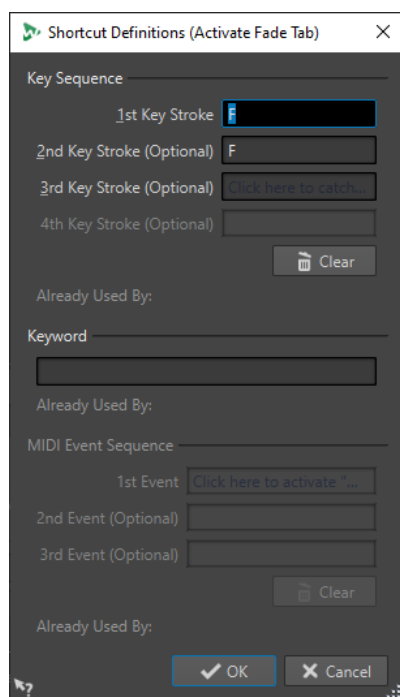 Shortcut Definitions (Activate Fade Tab)
Key Sequence
1st Key Stroke F
2nd Key Stroke (Optional) F
3rd Key Stroke (Optional) Click here to catch...
4th Key Stroke (Optional)
Clear
Already Used By:
Keyword
Already Used By:
MIDI Event Sequence
1st Event Click here to activate "...
2nd Event (Optional)
3rd Event (Optional)
Clear
Already Used By:
? OK Cancel